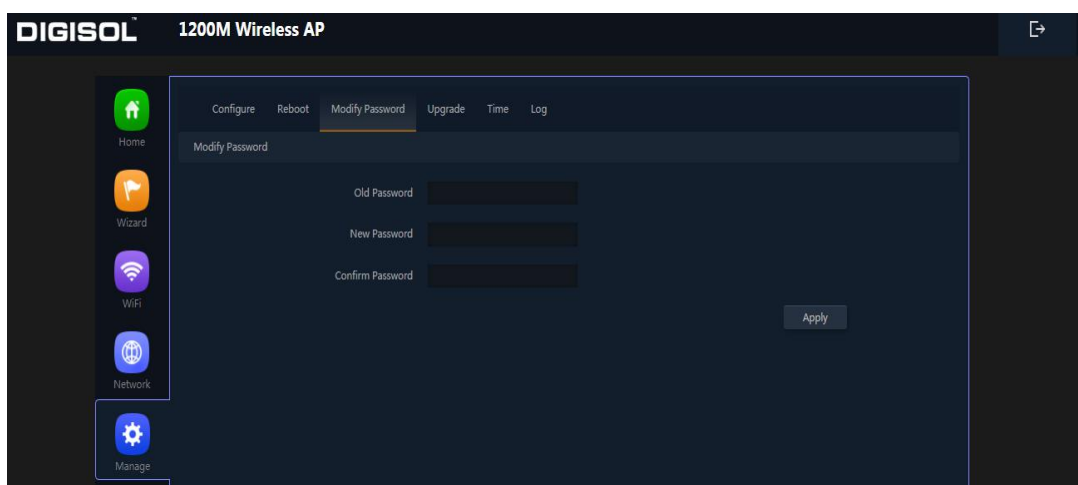 DIGISOL™ 1200M Wireless AP
Home
Wizard
WiFi
Network
Manage
Configure Reboot Modify Password Upgrade Time Log
Modify Password
Old Password
New Password
Confirm Password
Apply